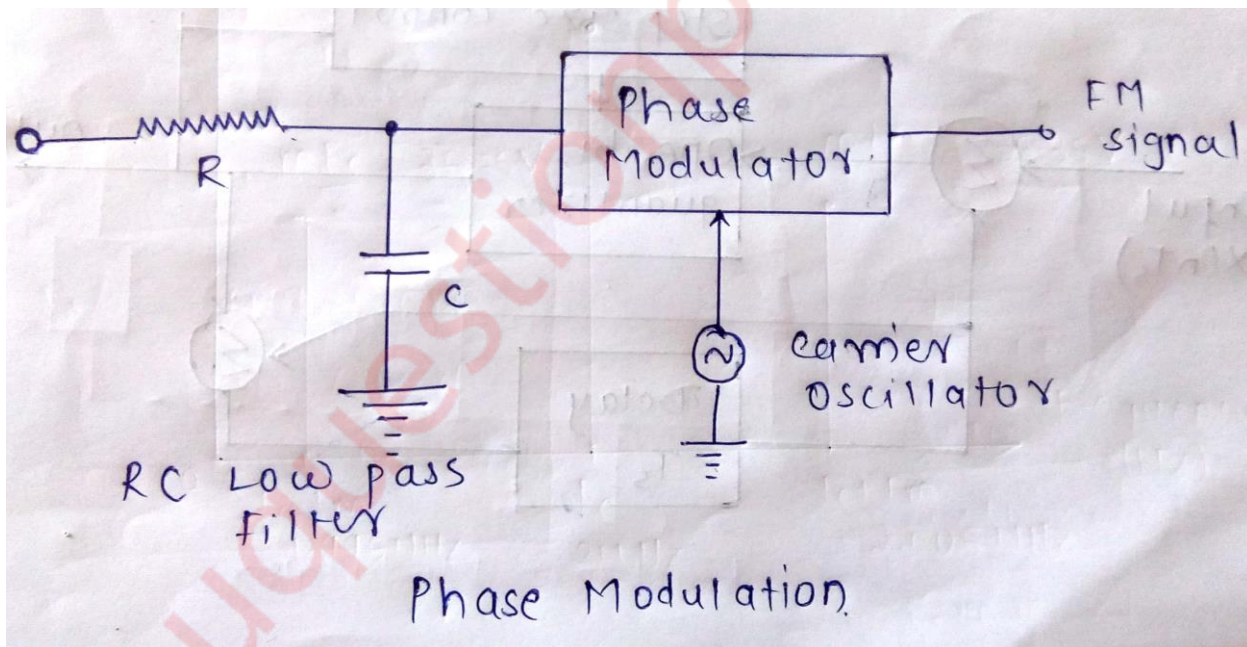 Phase
Modulator
FM
signal
R
C
carrier
oscillator
RC Low pass
filter
Phase Modulation